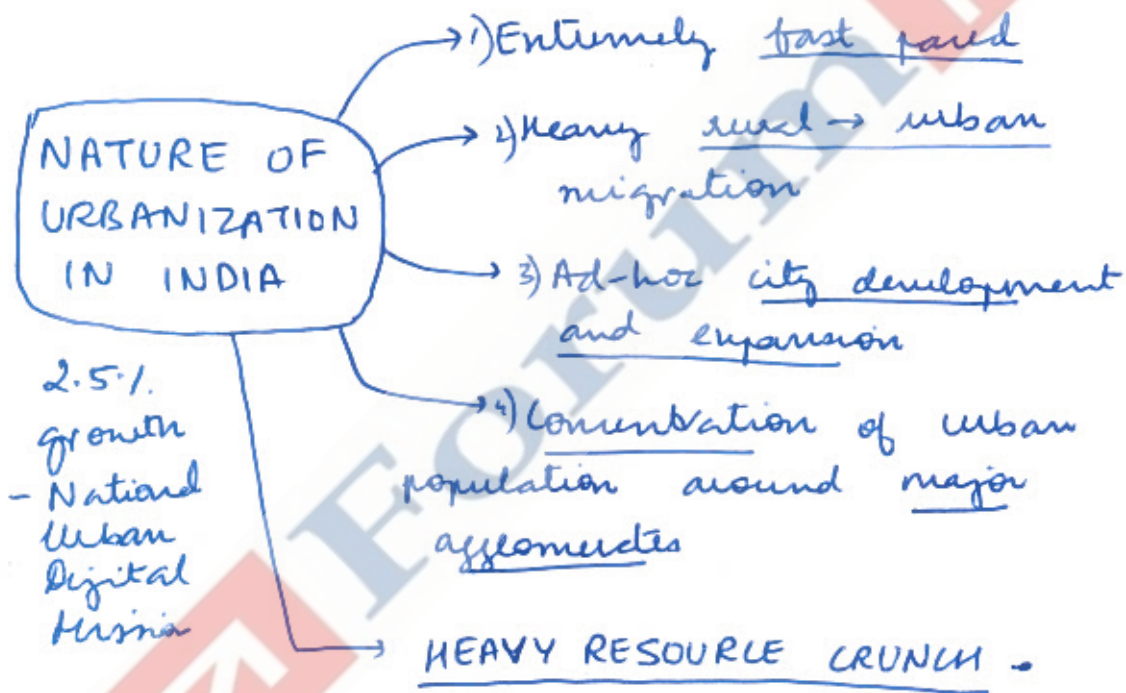 1) Extremely fast paced
NATURE OF
URBANIZATION
IN INDIA
2) Heavy rural → urban
migration
3) Ad-hoc city development
and expansion
4) Concentration of urban
population around major
agglomerates
2.5%
growth
- National
Urban
Digital
Mission
HEAVY RESOURCE CRUNCH.
Forum